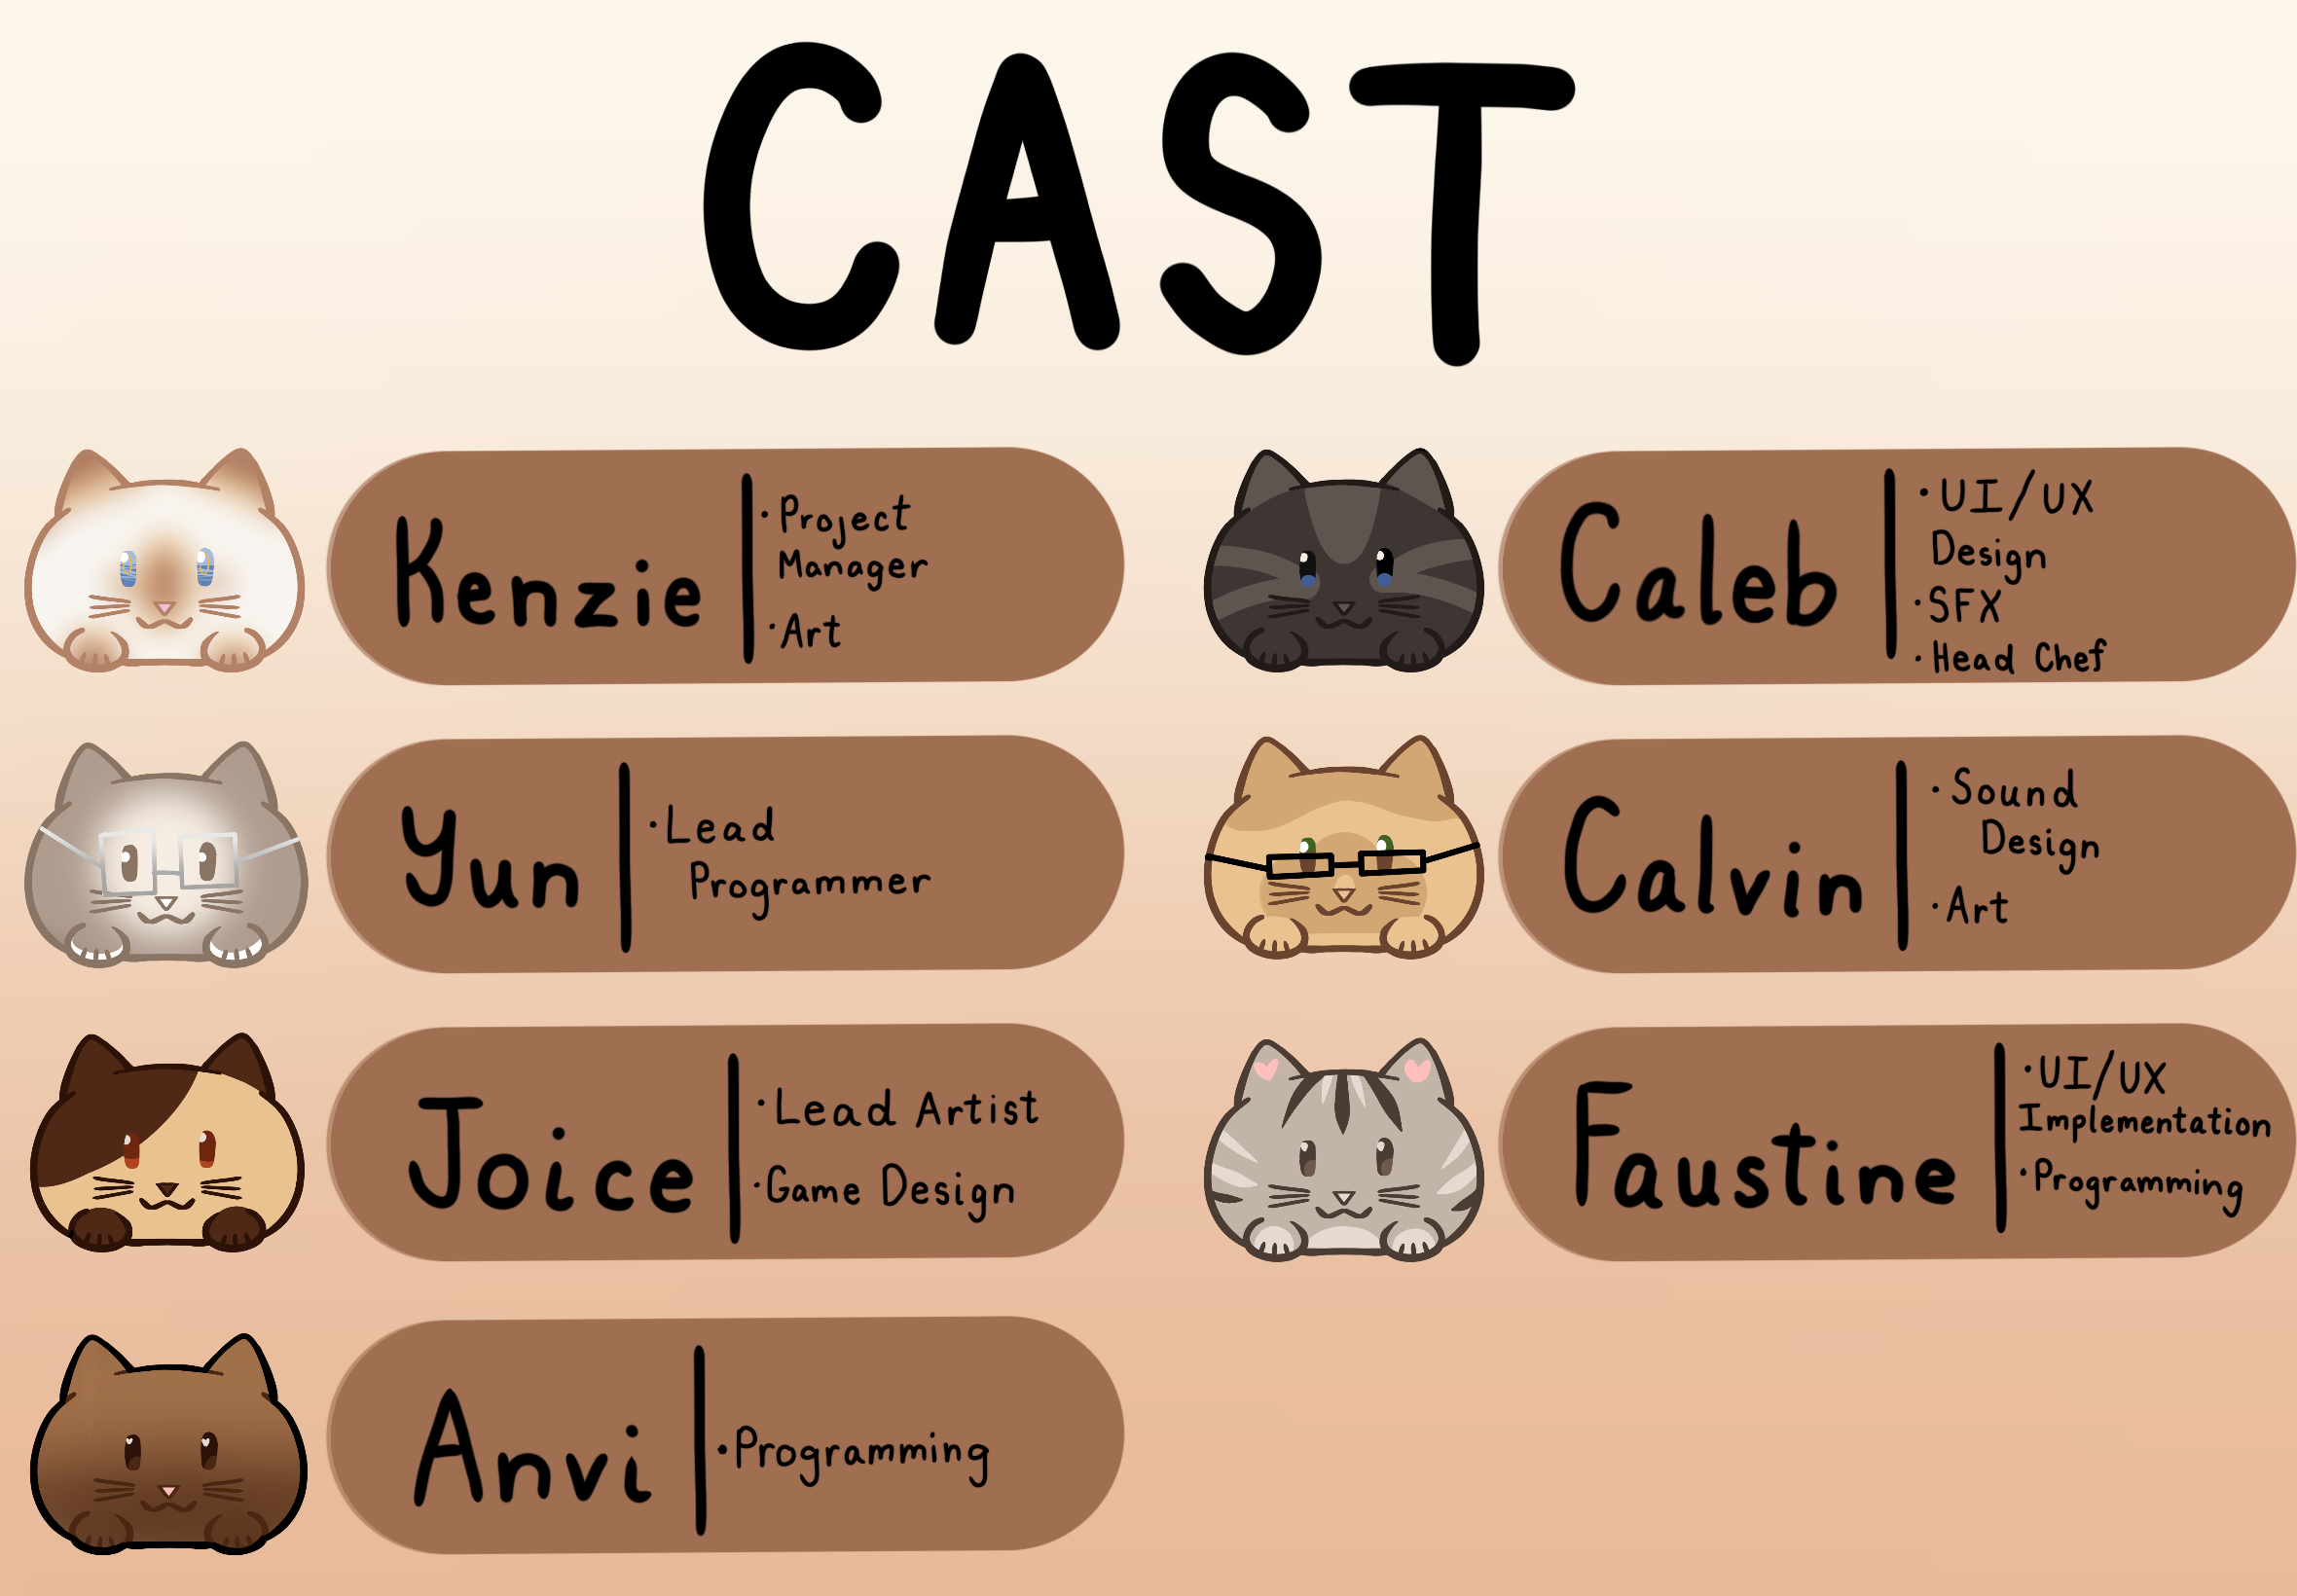 CAST
Kenzie
· Project
Manager
· Art
Caleb
· UI/UX
Design
· SFX
· Head Chef
Yun
· Lead
Programmer
Calvin
· Sound
Design
· Art
Joice
· Lead Artist
· Game Design
Faustine
· UI/UX
Implementation
· Programming
Anvi
· Programming